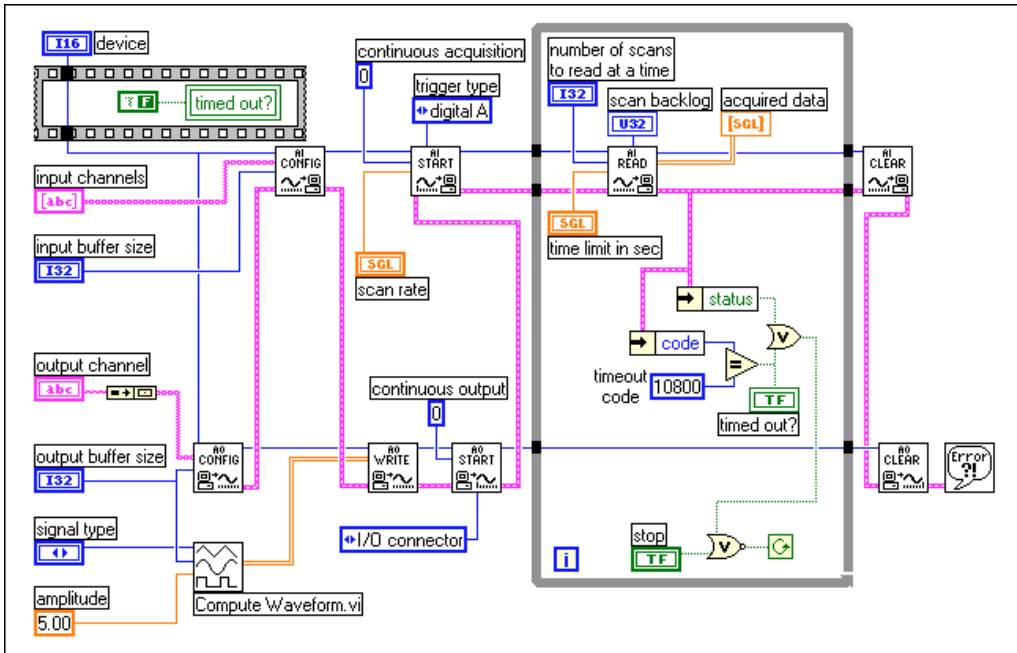 I16 device
F timed out?
input channels
[abc]
input buffer size
I32
AI CONFIG
continuous acquisition
0
trigger type
digital A
AI START
SGL
scan rate
number of scans
to read at a time
I32
scan backlog
U32
acquired data
[SGL]
AI READ
SGL
time limit in sec
AI CLEAR
status
code
V
=
timeout
code
10800
TF
timed out?
output channel
abc
AO CONFIG
output buffer size
I32
signal type
amplitude
5.00
Compute Waveform.vi
continuous output
0
AO WRITE
AO START
I/O connector
stop
TF
V
i
AO CLEAR
Error
?!